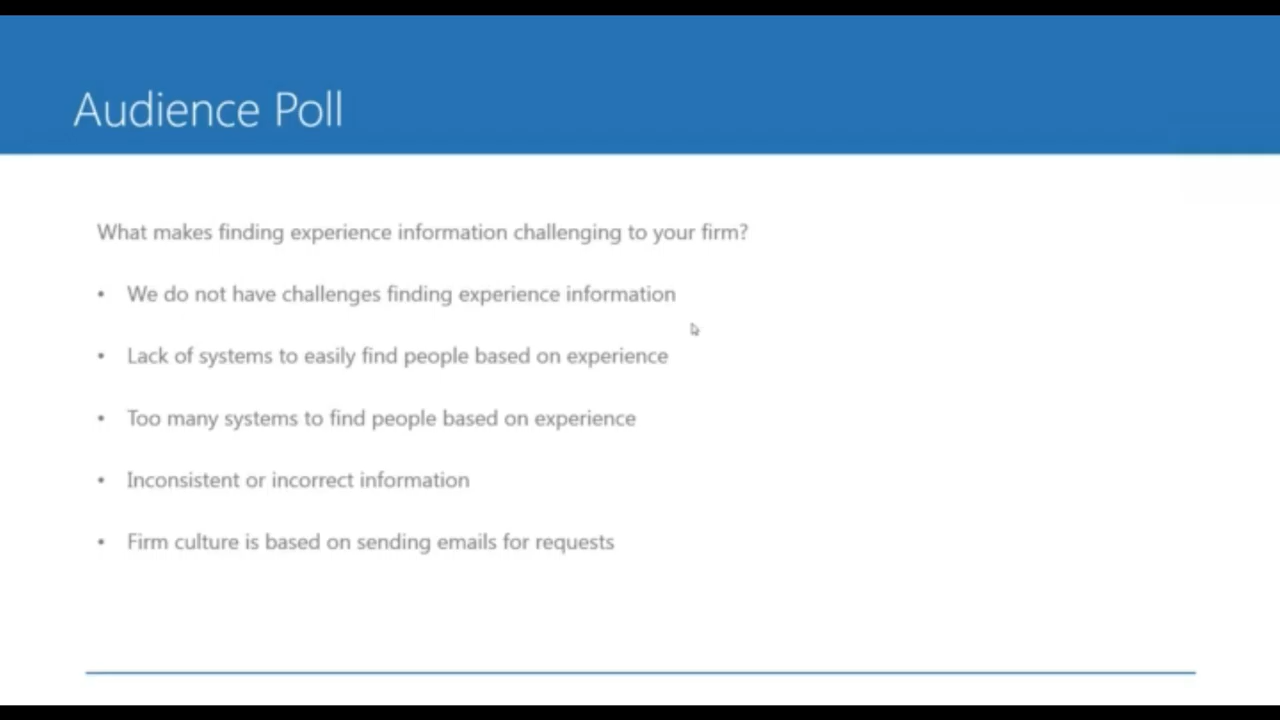 Audience Poll
What makes finding experience information challenging to your firm?
• We do not have challenges finding experience information
• Lack of systems to easily find people based on experience
• Too many systems to find people based on experience
• Inconsistent or incorrect information
• Firm culture is based on sending emails for requests